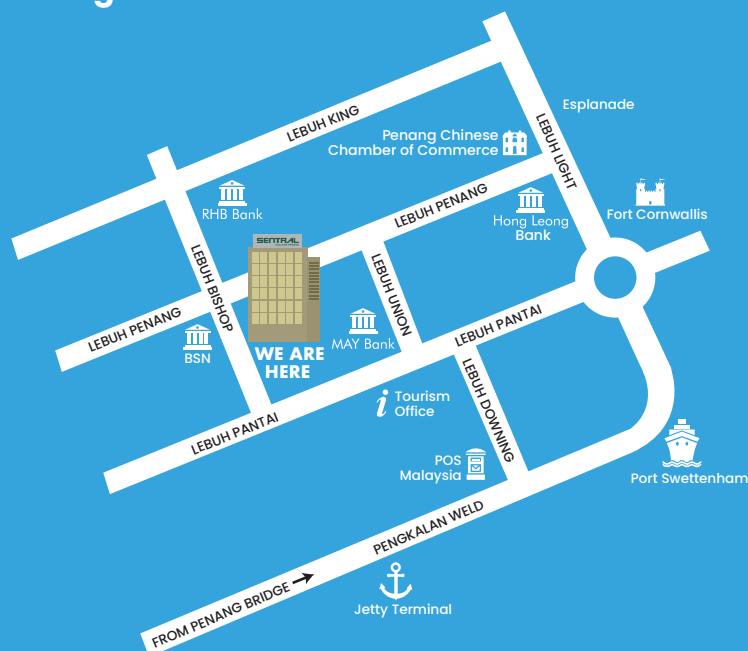 g
LEBUH KING
Esplanade
Penang Chinese
Chamber of Commerce
LEBUH LIGHT
RHB Bank
LEBUH PENANG
Hong Leong
Bank
Fort Cornwallis
SENTRAL
LEBUH BISHOP
LEBUH UNION
LEBUH PENANG
BSN
WE ARE
HERE
MAY Bank
LEBUH PANTAI
LEBUH DOWNING
Tourism
Office
LEBUH PANTAI
POS
Malaysia
Port Swettenham
PENGKALAN WELD
FROM PENANG BRIDGE
Jetty Terminal